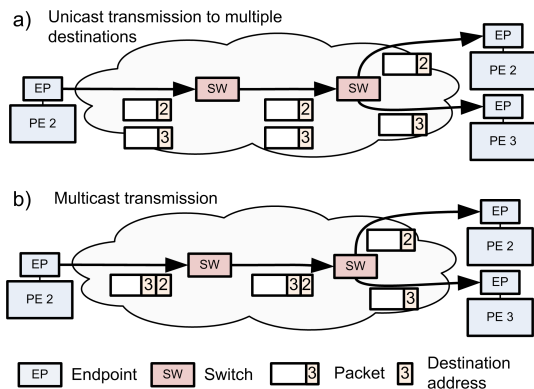 a) Unicast transmission to multiple
destinations
EP
PE 2
SW
SW
2
3
2
3
2
3
EP
PE 2
EP
PE 3
b) Multicast transmission
EP
PE 2
SW
SW
3 2
3 2
2
3
EP
PE 2
EP
PE 3
EP Endpoint SW Switch 3 Packet 3 Destination
address